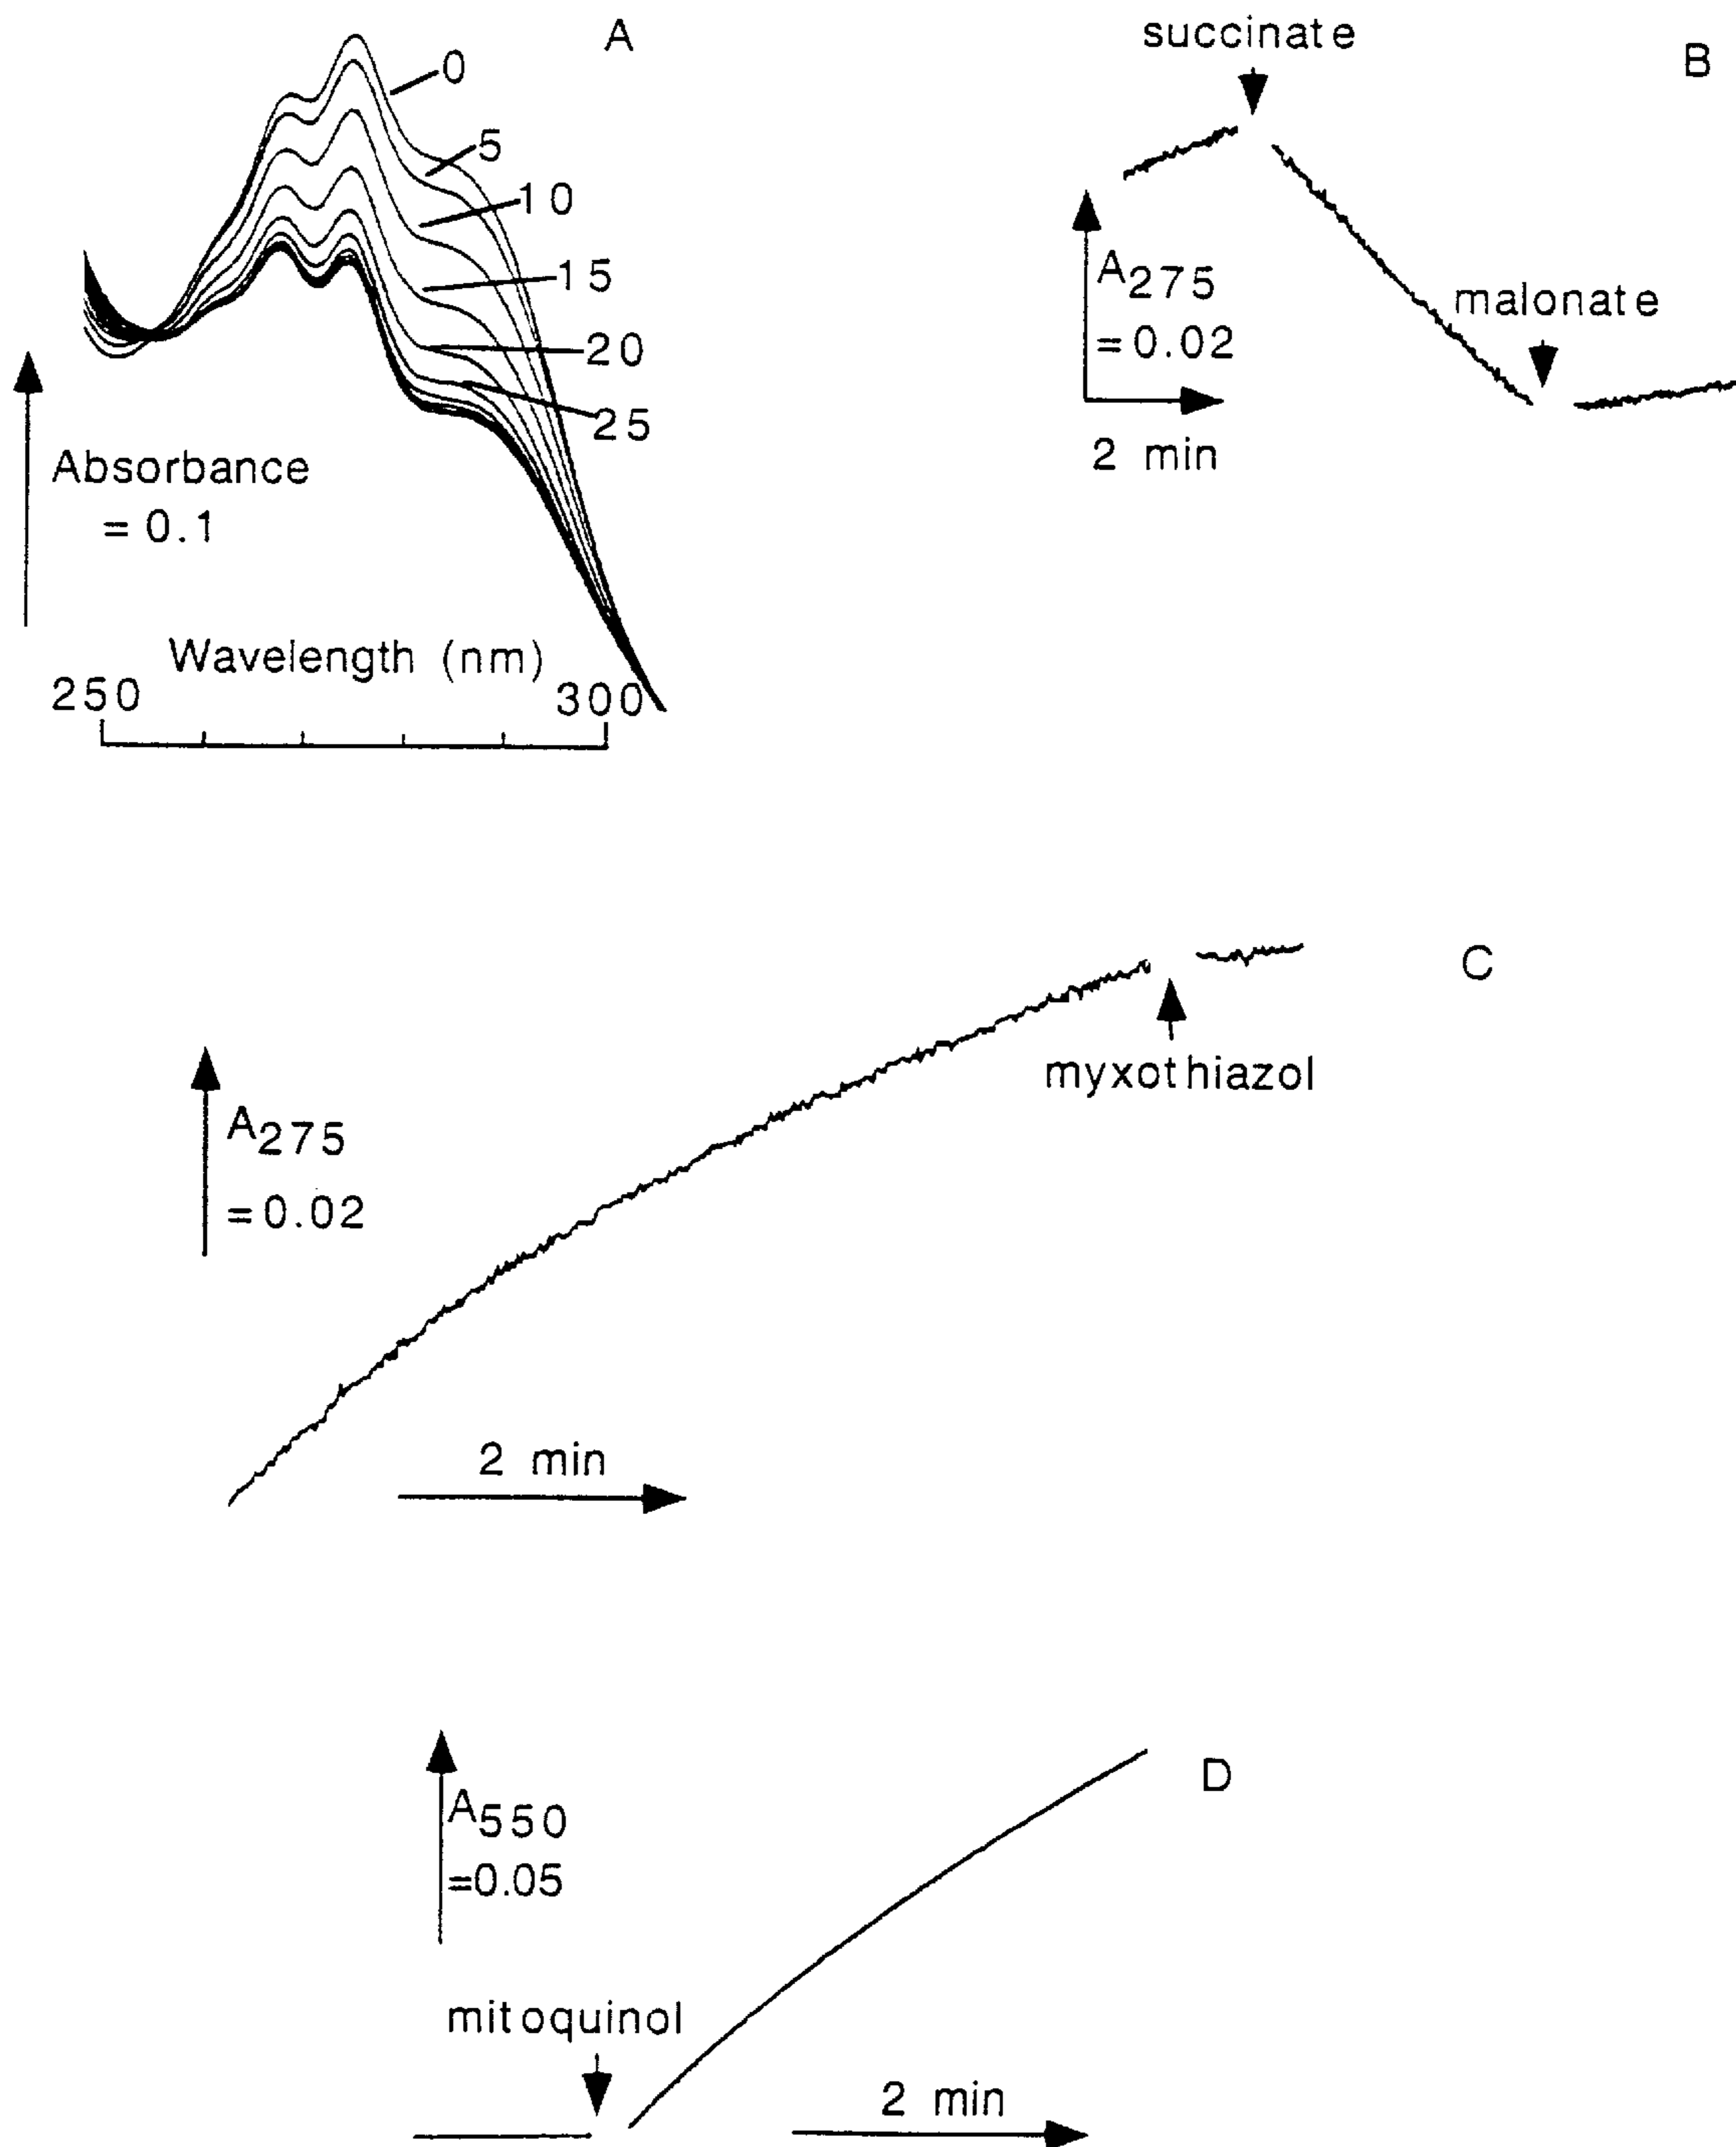 A
0
5
10
15
20
25
Absorbance
= 0.1
Wavelength (nm)
250
300
succinate
B
A275
=0.02
malonate
2 min
C
A275
=0.02
myxothiazol
2 min
D
A550
=0.05
mitoquinol
2 min